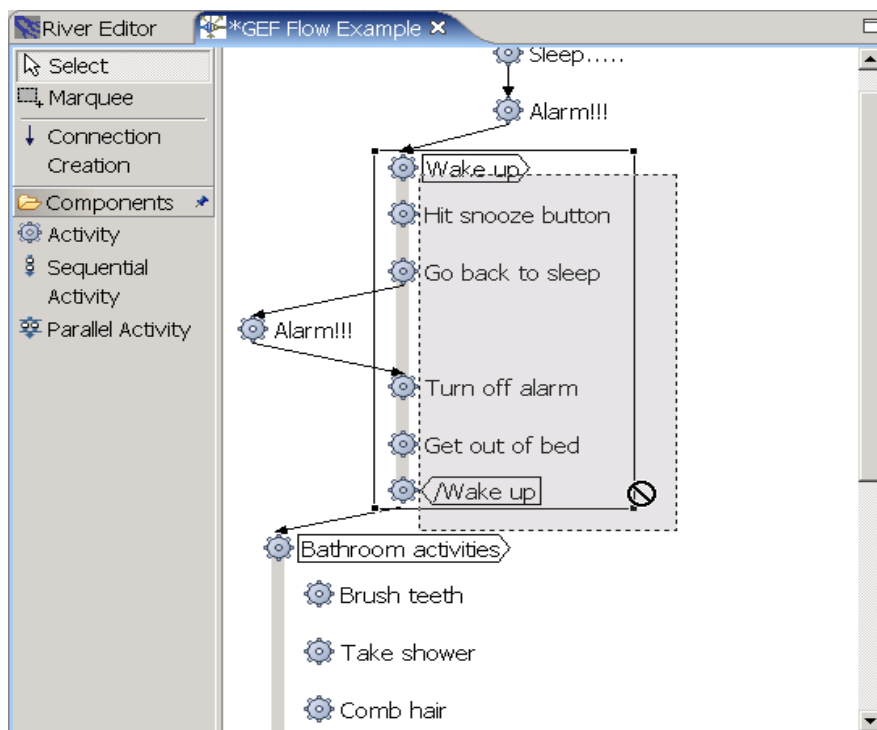 River Editor
*GEF Flow Example
Select
Marquee
Connection
Creation
Components
Activity
Sequential
Activity
Parallel Activity
Sleep.....
Alarm!!!
Wake up
Hit snooze button
Go back to sleep
Alarm!!!
Turn off alarm
Get out of bed
/Wake up
Bathroom activities
Brush teeth
Take shower
Comb hair